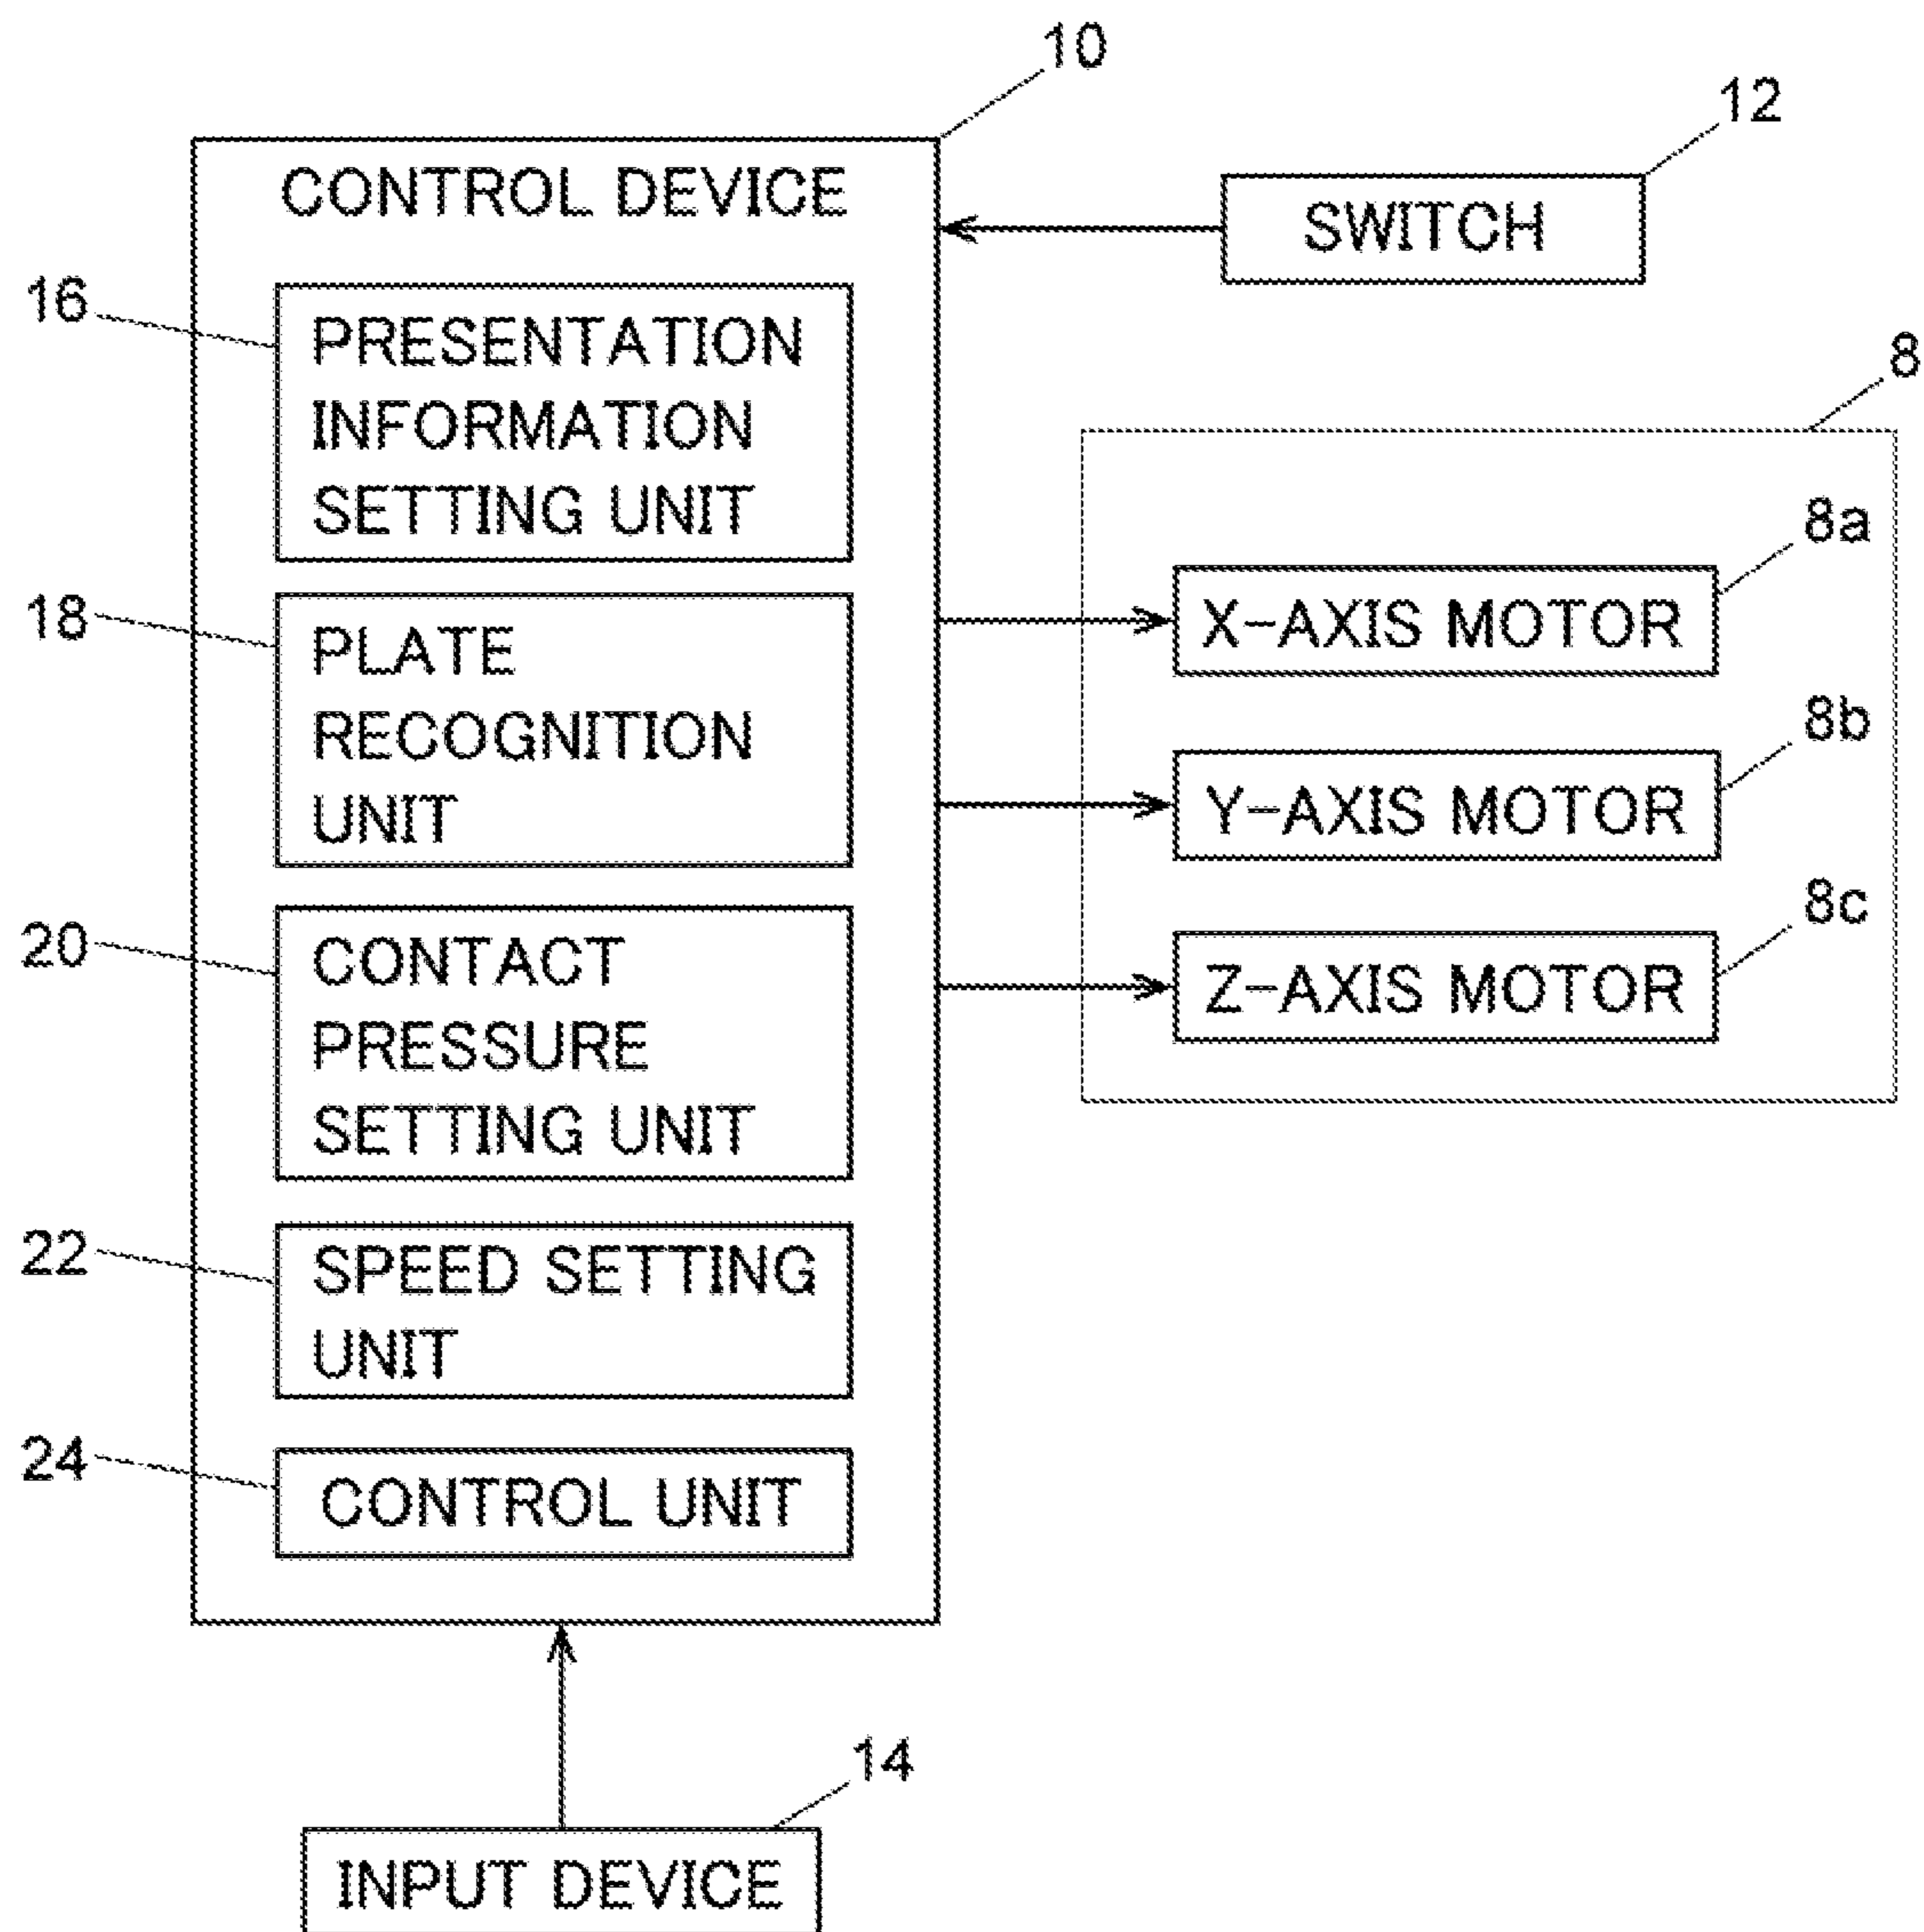 10
12
CONTROL DEVICE
SWITCH
16
PRESENTATION
INFORMATION
SETTING UNIT
8
8a
X-AXIS MOTOR
18
PLATE
RECOGNITION
UNIT
8b
Y-AXIS MOTOR
8c
Z-AXIS MOTOR
20
CONTACT
PRESSURE
SETTING UNIT
22
SPEED SETTING
UNIT
24
CONTROL UNIT
14
INPUT DEVICE